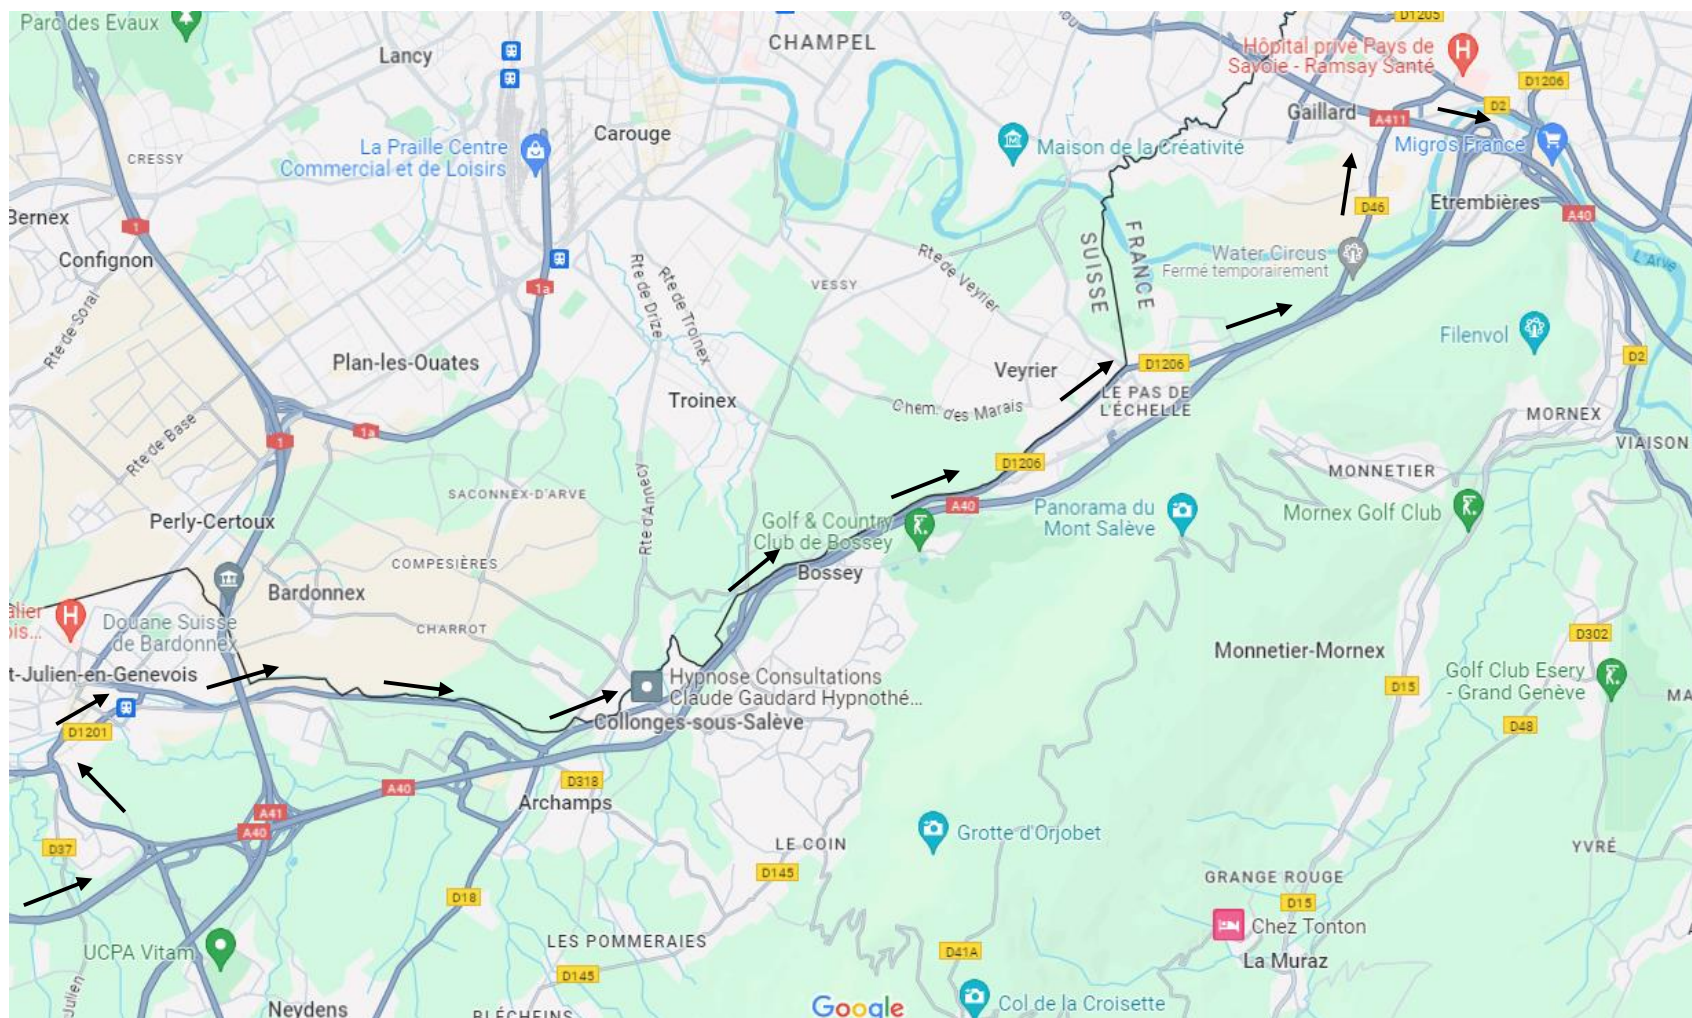 Parc des Evaux
Lancy
CHAMPEL
D1205
Hôpital privé Pays de
Savoie - Ramsay Santé
D1206
Gaillard
D2
A411
Carouge
La Praille Centre
Commercial et de Loisirs
Maison de la Créativité
Migros France
CRESSY
Bernex
1
Confignon
Etrembières
A40
D46
SUISSE
FRANCE
Water Circus
Fermé temporairement
L'Arve
Rte de Soral
1a
Rte de Drize
Rte de Troinex
VESSY
Rte de Veyrier
Filenvol
Plan-les-Ouates
Veyrier
D1206
D2
Troinex
Chem. des Marais
LE PAS DE
L'ÉCHELLE
MORNEX
Rte de Base
1
1a
VIAISON
D1206
MONNETIER
SACONNEX-D'ARVE
Rte d'Annecy
A40
Panorama du
Mont Salève
Mornex Golf Club
Perly-Certoux
Golf & Country
Club de Bossey
COMPESIÈRES
Bossey
Bardonnex
alier
ois...
Douane Suisse
de Bardonnex
CHARROT
D302
Monnetier-Mornex
t-Julien-en-Genevois
Hypnose Consultations
Claude Gaudard Hypnothé...
Golf Club Esery
- Grand Genève
D15
MA
D1201
Collonges-sous-Salève
D48
A40
D318
Archamps
A41
A40
Grotte d'Orjobet
D37
LE COIN
YVRÉ
D145
GRANGE ROUGE
D18
D15
Chez Tonton
UCPA Vitam
LES POMMERAIES
D41A
La Muraz
D145
Julien
Neydens
BLÉCHEINS
Google
Col de la Croisette